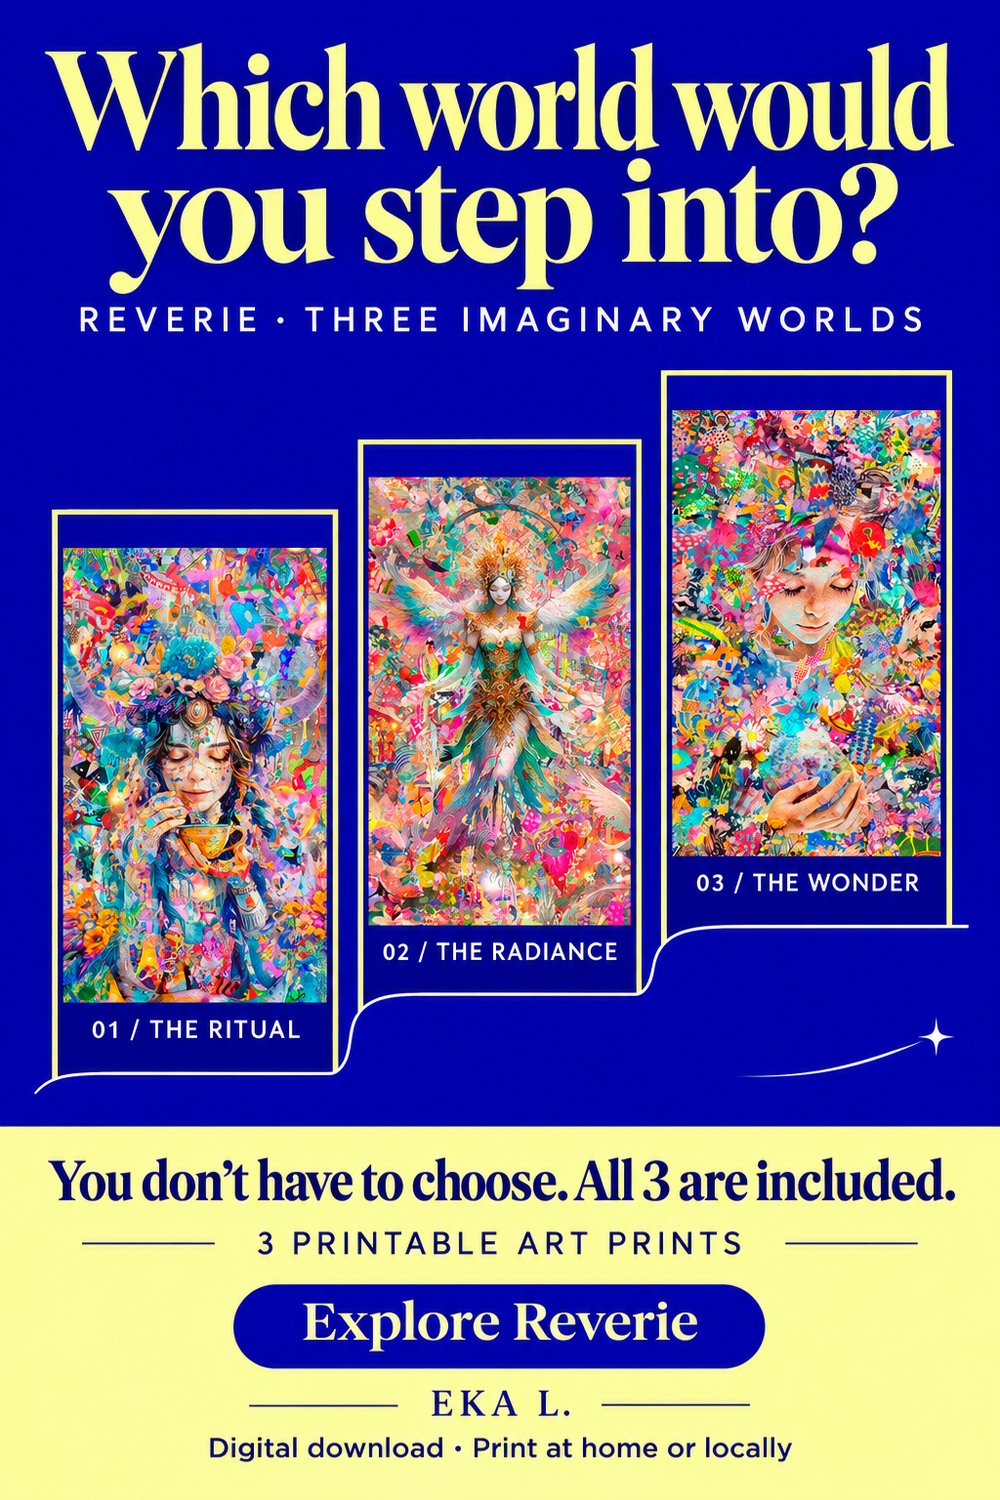 Which world would
you step into?
REVERIE · THREE IMAGINARY WORLDS
01 / THE RITUAL
02 / THE RADIANCE
03 / THE WONDER
You don't have to choose. All 3 are included.
3 PRINTABLE ART PRINTS
Explore Reverie
EKA L.
Digital download · Print at home or locally